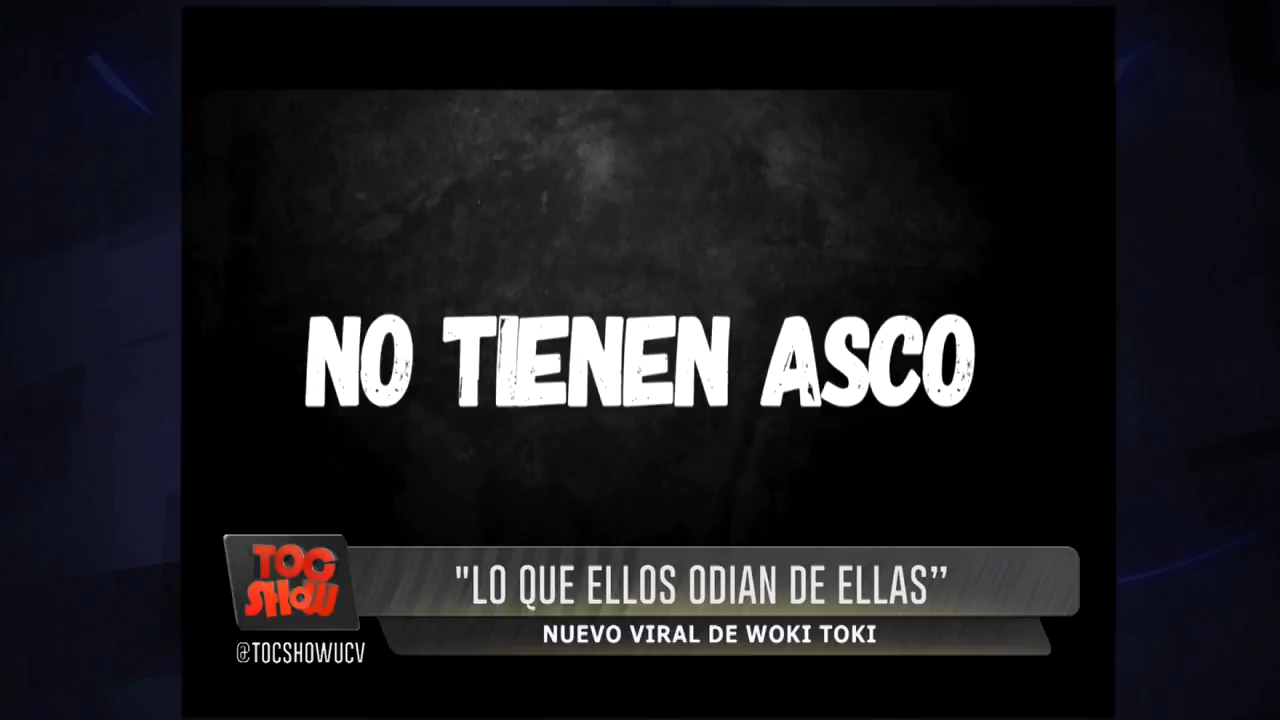 NO TIENEN ASCO
TOC
SHOW
"LO QUE ELLOS ODIAN DE ELLAS”
NUEVO VIRAL DE WOKI TOKI
@TOCSHOWUCV